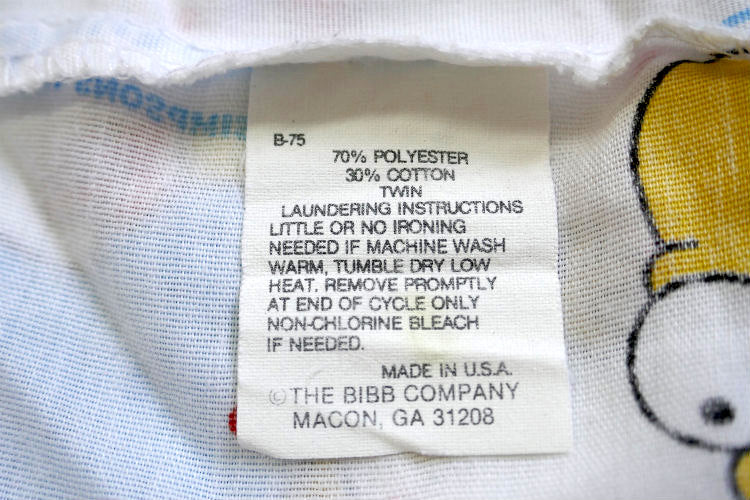 SIMPSONS
B-75
70% POLYESTER
30% COTTON
TWIN
LAUNDERING INSTRUCTIONS
LITTLE OR NO IRONING
NEEDED IF MACHINE WASH
WARM, TUMBLE DRY LOW
HEAT. REMOVE PROMPTLY
AT END OF CYCLE ONLY
NON-CHLORINE BLEACH
IF NEEDED.
MADE IN U.S.A.
©THE BIBB COMPANY
MACON, GA 31208